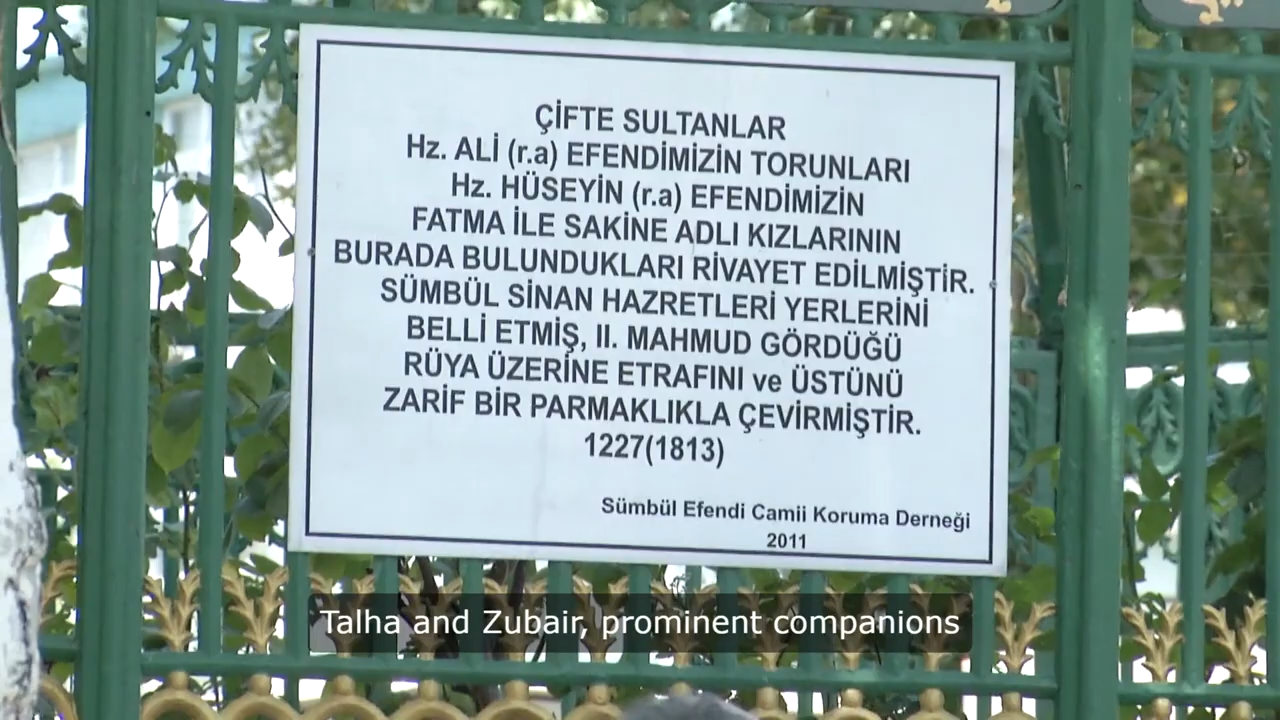 ÇİFTE SULTANLAR
Hz. ALİ (r.a) EFENDİMİZİN TORUNLARI
Hz. HÜSEYİN (r.a) EFENDİMİZİN
FATMA İLE SAKİNE ADLI KIZLARININ
BURADA BULUNDUKLARI RİVAYET EDİLMİŞTİR.
SÜMBÜL SİNAN HAZRETLERİ YERLERİNİ
BELLİ ETMİŞ, II. MAHMUD GÖRDÜĞÜ
RÜYA ÜZERİNE ETRAFINI ve ÜSTÜNÜ
ZARİF BİR PARMAKLIKLA ÇEVİRMİŞTİR.
1227(1813)
Sümbül Efendi Camii Koruma Derneği
2011
Talha and Zubair, prominent companions